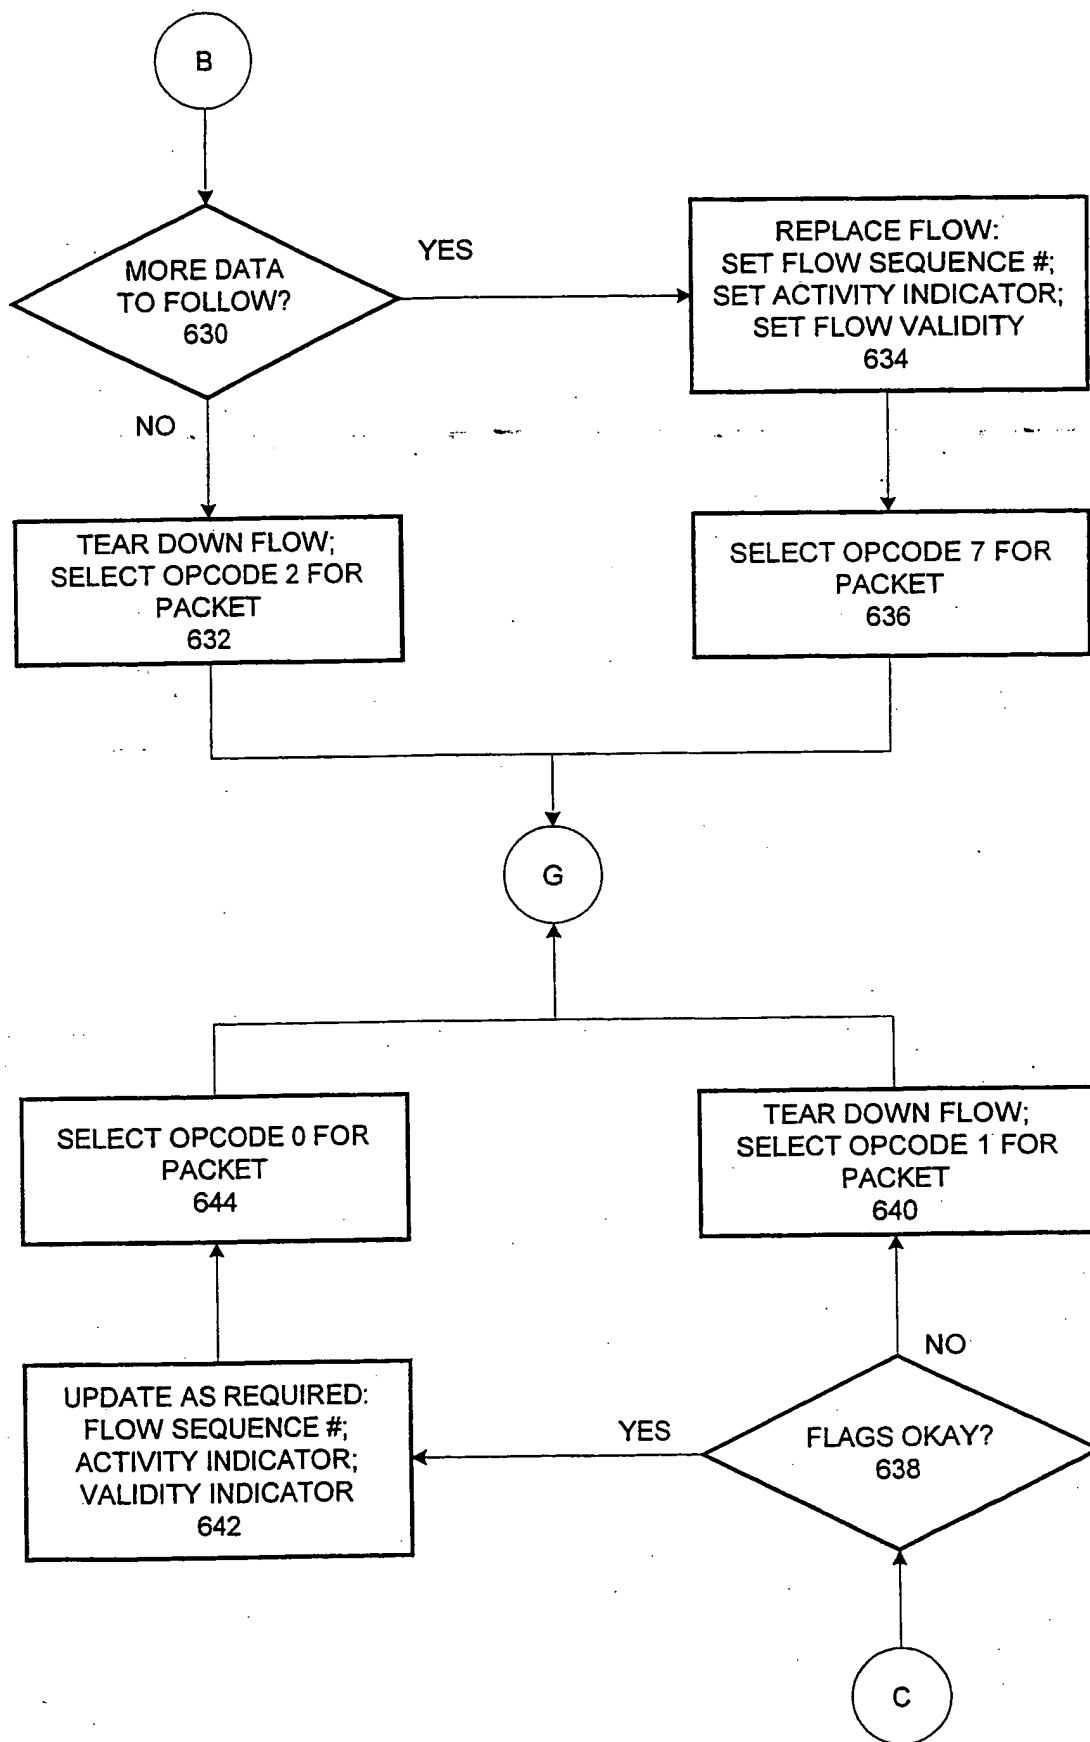 B
MORE DATA
TO FOLLOW?
630
YES
NO
REPLACE FLOW:
SET FLOW SEQUENCE #;
SET ACTIVITY INDICATOR;
SET FLOW VALIDITY
634
TEAR DOWN FLOW;
SELECT OPCODE 2 FOR
PACKET
632
SELECT OPCODE 7 FOR
PACKET
636
G
SELECT OPCODE 0 FOR
PACKET
644
TEAR DOWN FLOW;
SELECT OPCODE 1 FOR
PACKET
640
NO
UPDATE AS REQUIRED:
FLOW SEQUENCE #;
ACTIVITY INDICATOR;
VALIDITY INDICATOR
642
YES
FLAGS OKAY?
638
C